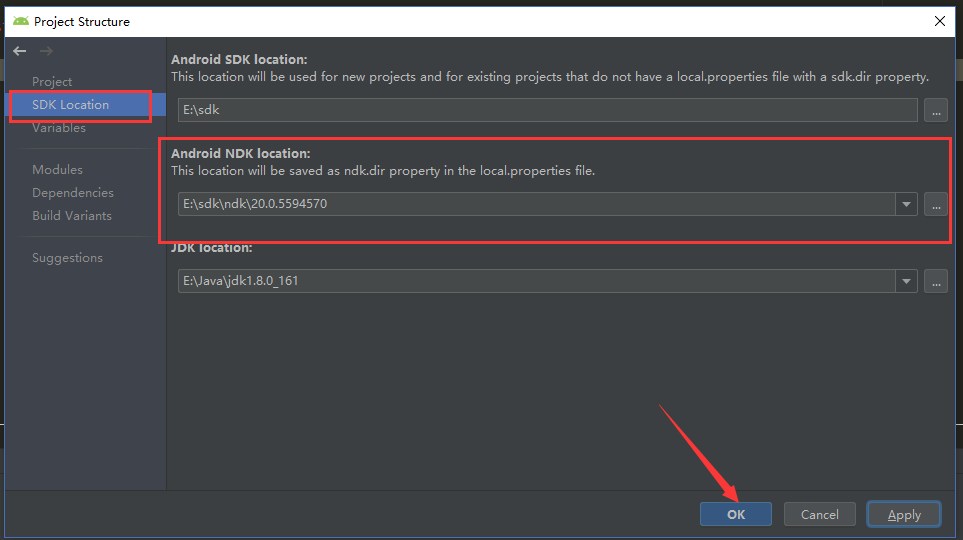 Project Structure
Project
SDK Location
Variables
Modules
Dependencies
Build Variants
Suggestions
Android SDK location:
This location will be used for new projects and for existing projects that do not have a local.properties file with a sdk.dir property.
E:\sdk
...
Android NDK location:
This location will be saved as ndk.dir property in the local.properties file.
E:\sdk\ndk\20.0.5594570
...
JDK location:
E:\Java\jdk1.8.0_161
...
OK
Cancel
Apply